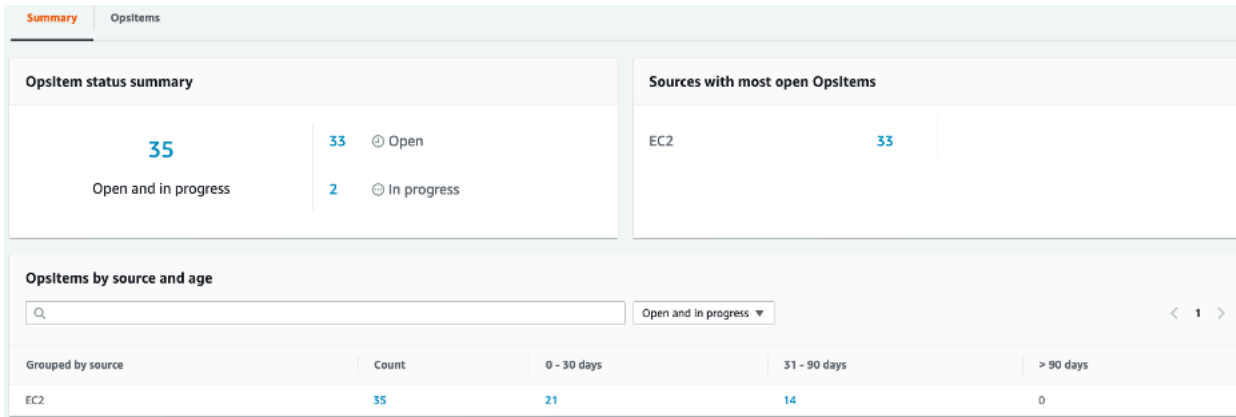 Summary OpsItems
OpsItem status summary
35
Open and in progress
33 Open
2 In progress
Sources with most open OpsItems
EC2 33
OpsItems by source and age
Open and in progress 1
Grouped by source Count 0 - 30 days 31 - 90 days > 90 days
EC2 35 21 14 0